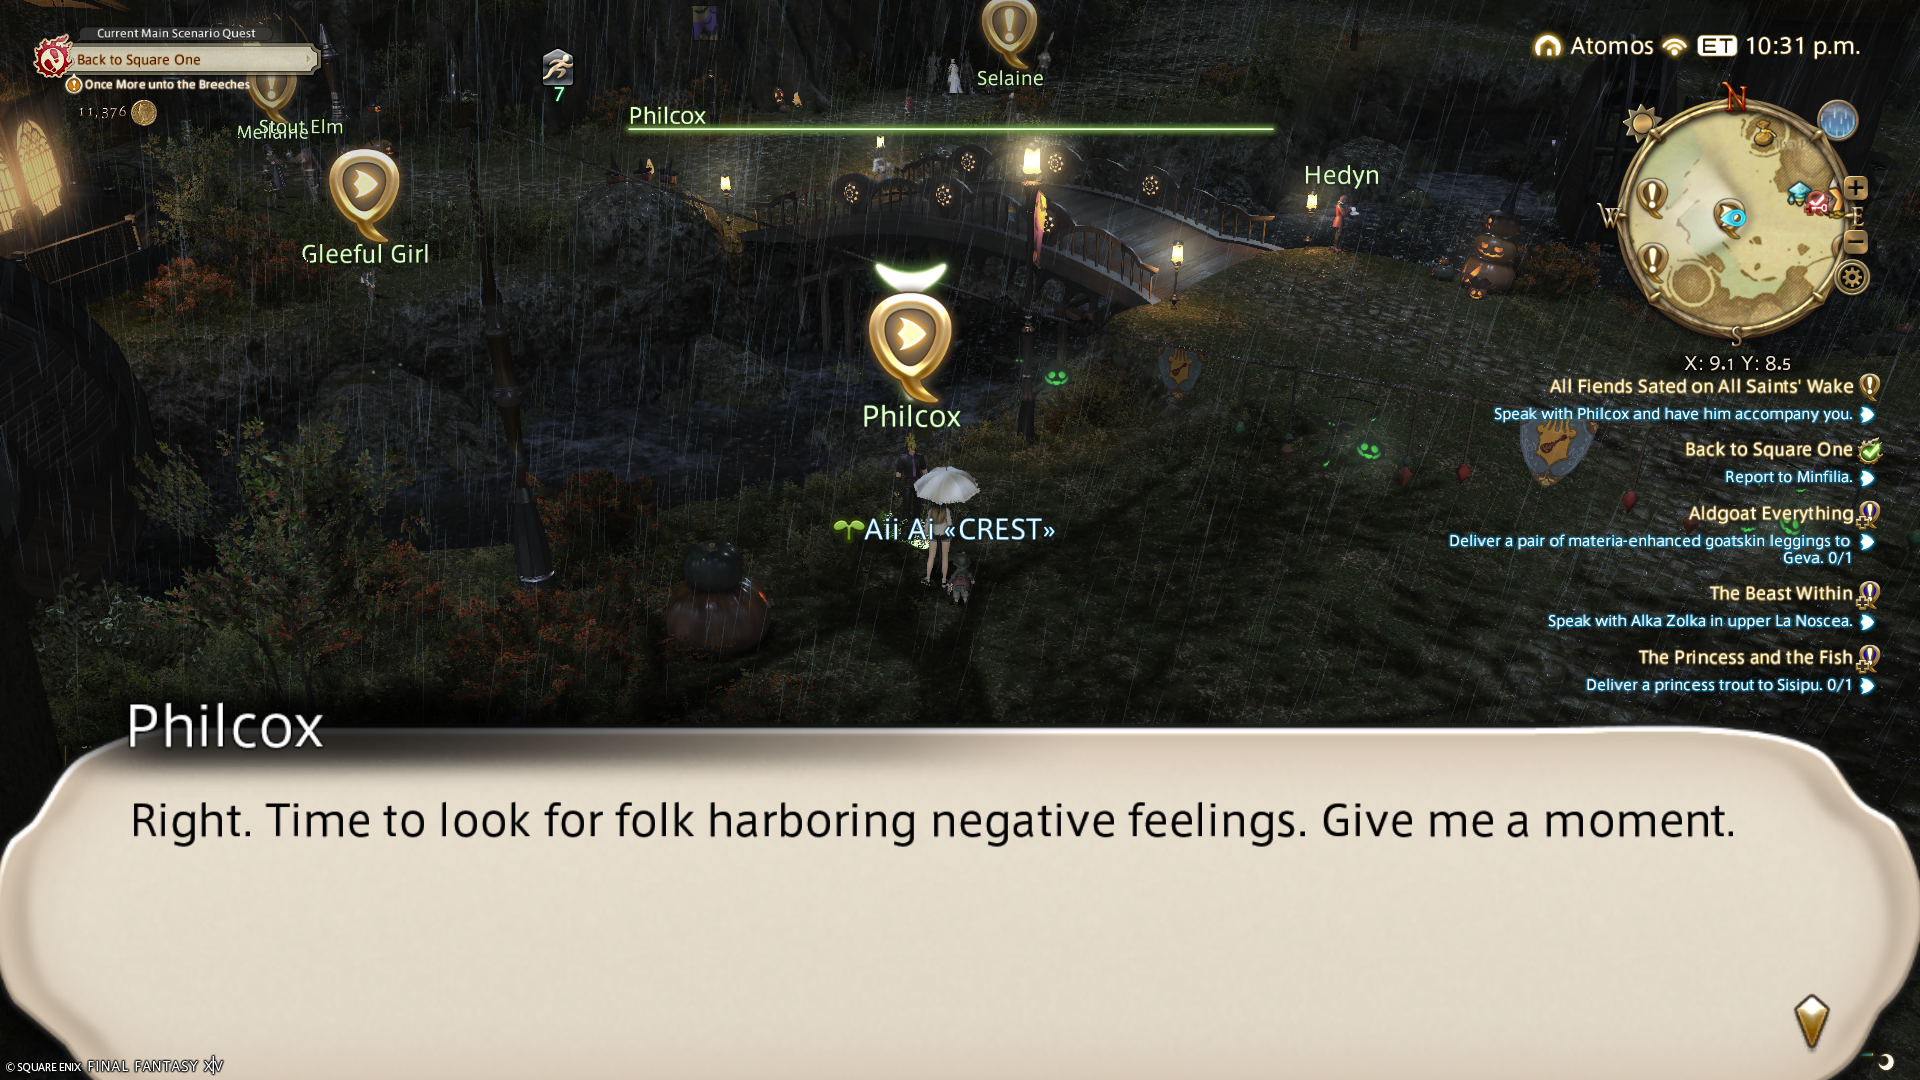 Current Main Scenario Quest
Back to Square One
Once More unto the Breeches
11,376
7
Philcox
Selaine
Atomos ET 10:31 p.m.
Stout Elm
Meilaine
Gleeful Girl
Hedyn
N
W
E
S
X: 9.1 Y: 8.5
Philcox
Aii Ai «CREST»
All Fiends Sated on All Saints' Wake
Speak with Philcox and have him accompany you.
Back to Square One
Report to Minfilia.
Aldgoat Everything
Deliver a pair of materia-enhanced goatskin leggings to
Geva. 0/1
The Beast Within
Speak with Alka Zolka in upper La Noscea.
The Princess and the Fish
Deliver a princess trout to Sisipu. 0/1
Philcox
Right. Time to look for folk harboring negative feelings. Give me a moment.
© SQUARE ENIX FINAL FANTASY XIV